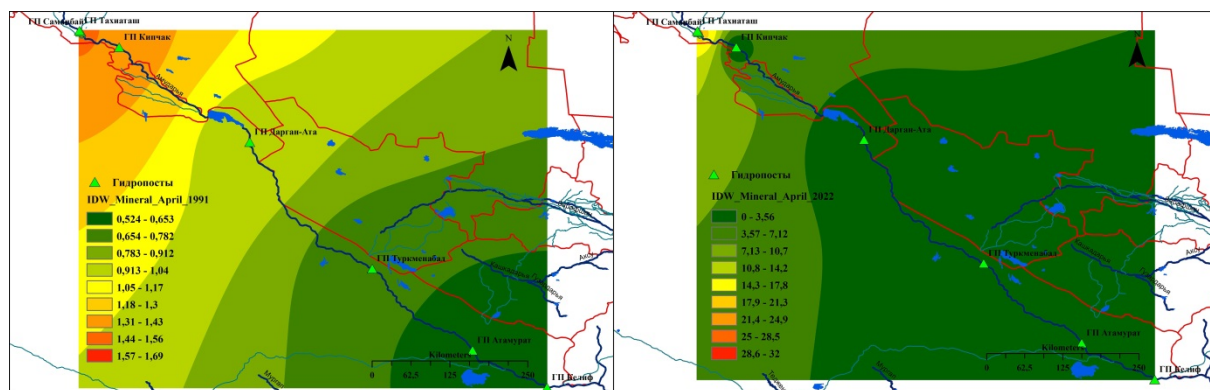 ГП Саманбай ГП Тахиаташ
ГП Кипчак
Амударья
ГП Дарган-Ата
Гидропосты
IDW_Mineral_April_1991
0,524 - 0,653
0,654 - 0,782
0,783 - 0,912
0,913 - 1,04
1,05 - 1,17
1,18 - 1,3
1,31 - 1,43
1,44 - 1,56
1,57 - 1,69
ГП Туркменабад
ГП Атамурат
ГП Келиф
Kilometer
0 62,5 125 250
N
ГП Саманбай ГП Тахиаташ
ГП Кипчак
Амударья
ГП Дарган-Ата
Гидропосты
IDW_Mineral_April_2022
0 - 3,56
3,57 - 7,12
7,13 - 10,7
10,8 - 14,2
14,3 - 17,8
17,9 - 21,3
21,4 - 24,9
25 - 28,5
28,6 - 32
ГП Туркменабад
ГП Атамурат
ГП Келиф
Kilometer
0 62,5 125 250
N